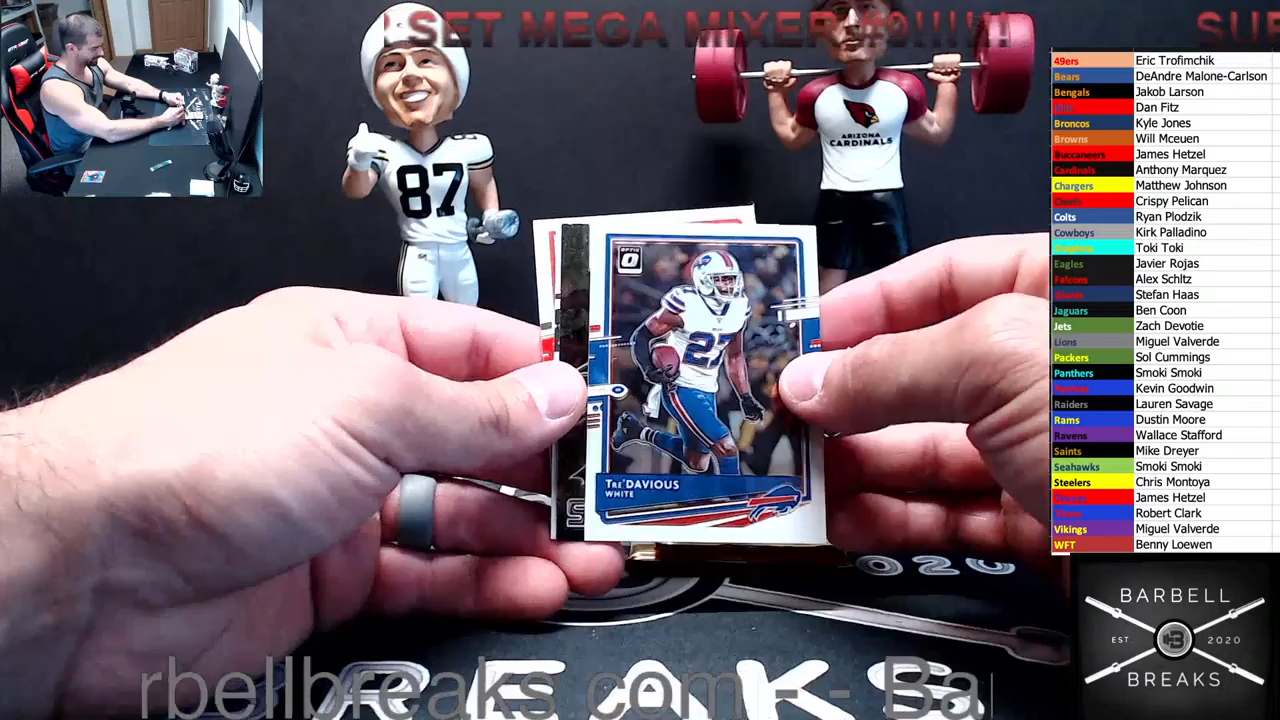 SET MEGA MIXER #9!!!!!!
SUP
49ers Eric Trofimchik
Bears DeAndre Malone-Carlson
Bengals Jakob Larson
Bills Dan Fitz
Broncos Kyle Jones
Browns Will Mceuen
Buccaneers James Hetzel
Cardinals Anthony Marquez
Chargers Matthew Johnson
Chiefs Crispy Pelican
Colts Ryan Plodzik
Cowboys Kirk Palladino
Dolphins Toki Toki
Eagles Javier Rojas
Falcons Alex Schltz
Giants Stefan Haas
Jaguars Ben Coon
Jets Zach Devotie
Lions Miguel Valverde
Packers Sol Cummings
Panthers Smoki Smoki
Patriots Kevin Goodwin
Raiders Lauren Savage
Rams Dustin Moore
Ravens Wallace Stafford
Saints Mike Dreyer
Seahawks Smoki Smoki
Steelers Chris Montoya
Texans James Hetzel
Titans Robert Clark
Vikings Miguel Valverde
WFT Benny Loewen
ARIZONA
CARDINALS
87
OPTIC
27
TRE'DAVIOUS
WHITE
2020
BREAKS
rbellbreaks.com - - Ba
BARBELL
EST 2020
BREAKS